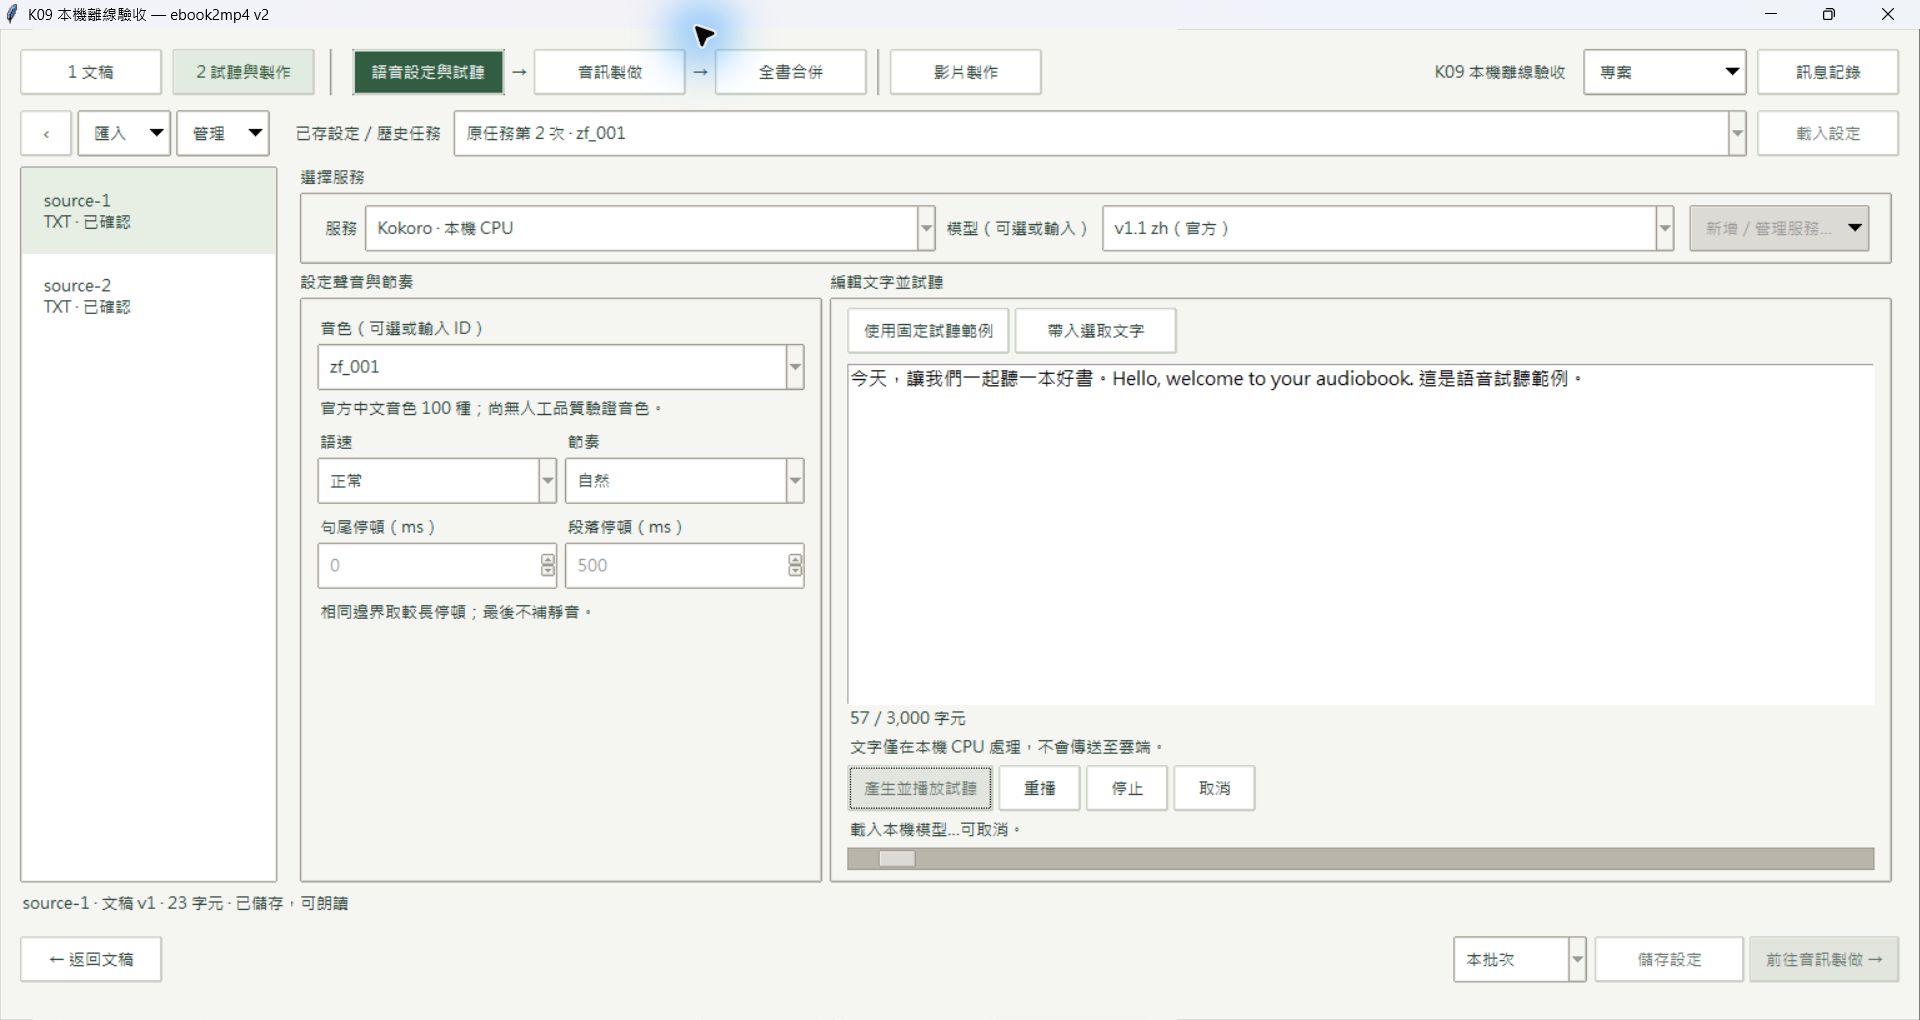 K09 本機離線驗收 — ebook2mp4 v2
1 文稿
2 試聽與製作
語音設定與試聽
→
音訊製做
→
全書合併
影片製作
K09 本機離線驗收
專案
訊息記錄
‹
匯入
管理
已存設定 / 歷史任務
原任務第 2 次 · zf_001
載入設定
source-1
TXT · 已確認
source-2
TXT · 已確認
選擇服務
服務
Kokoro · 本機 CPU
模型（可選或輸入）
v1.1 zh（官方）
新增 / 管理服務...
設定聲音與節奏
音色（可選或輸入 ID）
zf_001
官方中文音色 100 種；尚無人工品質驗證音色。
語速
節奏
正常
自然
句尾停頓（ms）
段落停頓（ms）
0
500
相同邊界取較長停頓；最後不補靜音。
編輯文字並試聽
使用固定試聽範例
帶入選取文字
今天，讓我們一起聽一本好書。Hello, welcome to your audiobook. 這是語音試聽範例。
57 / 3,000 字元
文字僅在本機 CPU 處理，不會傳送至雲端。
產生並播放試聽
重播
停止
取消
載入本機模型...可取消。
source-1 · 文稿 v1 · 23 字元 · 已儲存，可朗讀
← 返回文稿
本批次
儲存設定
前往音訊製做 →